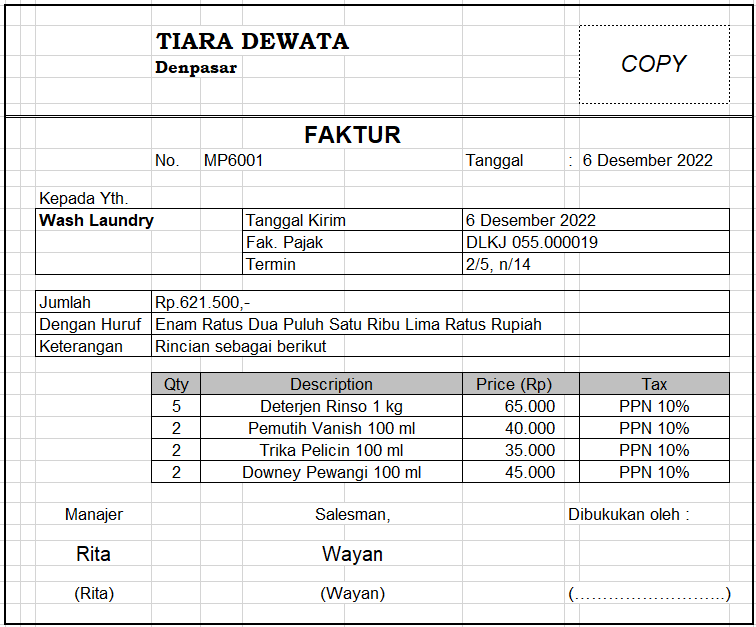 TIARA DEWATA
Denpasar
COPY
FAKTUR
No. MP6001 Tanggal : 6 Desember 2022
Kepada Yth.
Wash Laundry Tanggal Kirim 6 Desember 2022
Fak. Pajak DLKJ 055.000019
Termin 2/5, n/14
Jumlah Rp.621.500,-
Dengan Huruf Enam Ratus Dua Puluh Satu Ribu Lima Ratus Rupiah
Keterangan Rincian sebagai berikut
Qty Description Price (Rp) Tax
5 Deterjen Rinso 1 kg 65.000 PPN 10%
2 Pemutih Vanish 100 ml 40.000 PPN 10%
2 Trika Pelicin 100 ml 35.000 PPN 10%
2 Downey Pewangi 100 ml 45.000 PPN 10%
Manajer Salesman, Dibukukan oleh :
Rita Wayan
(Rita) (Wayan) (……………………..)